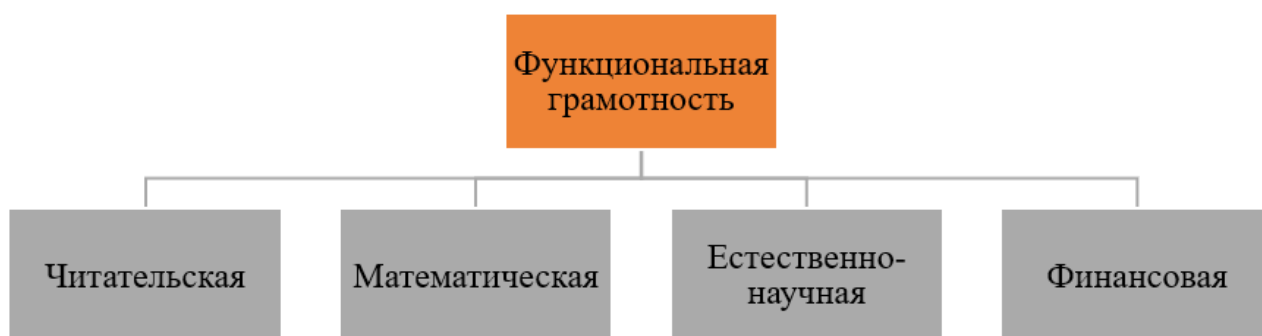 Функциональная
грамотность
Читательская
Математическая
Естественно-
научная
Финансовая